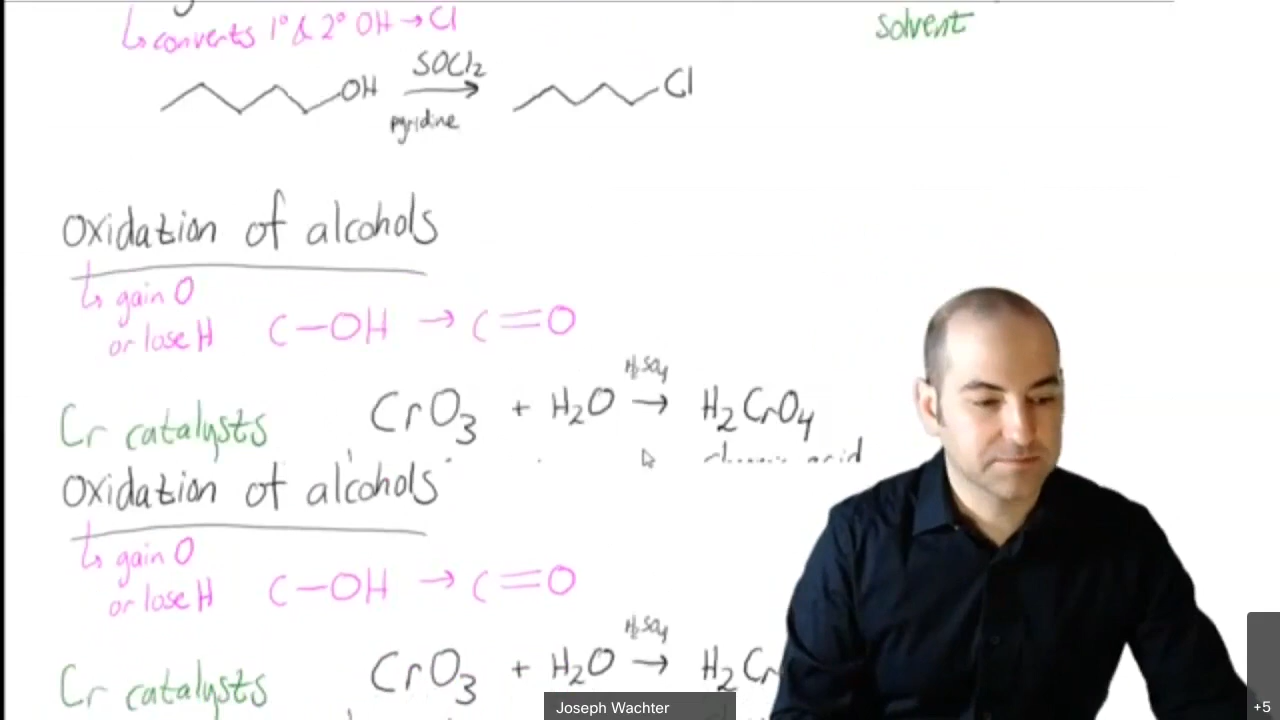 ↳ converts 1° & 2° OH → Cl
solvent
OH SOCl₂ → pyridine Cl
Oxidation of alcohols
↳ gain O
or lose H C—OH → C=O
Cr catalysts CrO₃ + H₂O H₂SO₄ → H₂CrO₄
Oxidation of alcohols
↳ gain O
or lose H C—OH → C=O
Cr catalysts CrO₃ + H₂O H₂SO₄ → H₂Cr
Joseph Wachter
+5